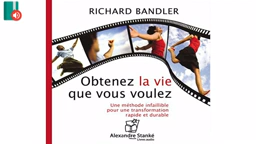 RICHARD BANDLER
Obtenez la vie
que vous voulez
Une méthode infaillible
pour une transformation
rapide et durable
Alexandre Stanké